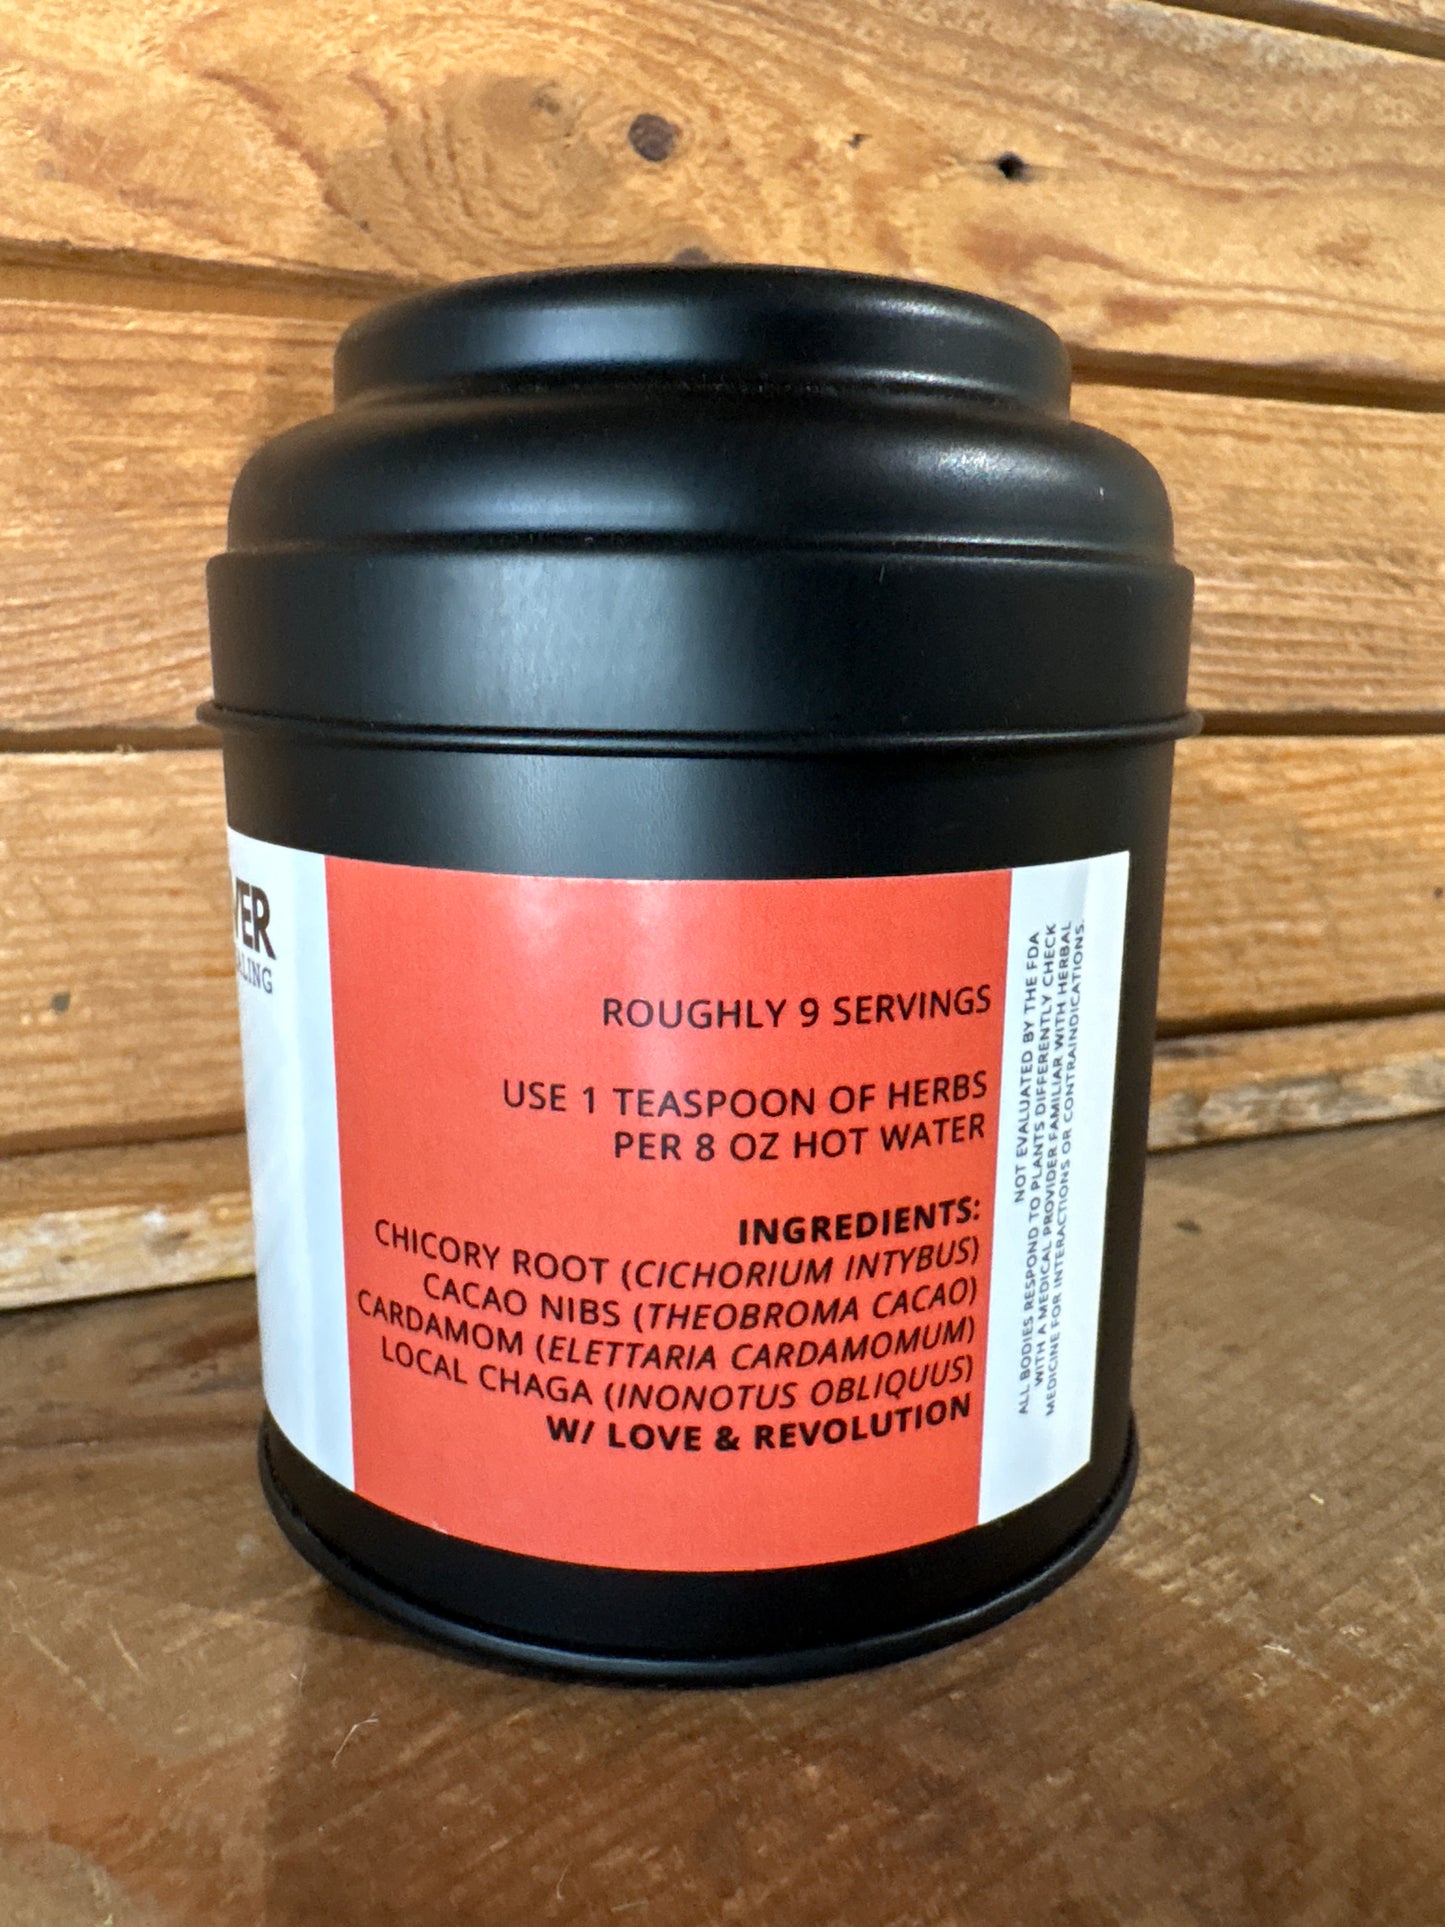 ROUGHLY 9 SERVINGS
USE 1 TEASPOON OF HERBS
PER 8 OZ HOT WATER
INGREDIENTS:
CHICORY ROOT (CICHORIUM INTYBUS)
CACAO NIBS (THEOBROMA CACAO)
CARDAMOM (ELETTARIA CARDAMOMUM)
LOCAL CHAGA (INONOTUS OBLIQUUS)
W/ LOVE & REVOLUTION
NOT EVALUATED BY THE FDA
ALL BODIES RESPOND TO PLANTS DIFFERENTLY CHECK
WITH A MEDICAL PROVIDER FAMILIAR WITH HERBAL
MEDICINE FOR INTERACTIONS OR CONTRAINDICATIONS.